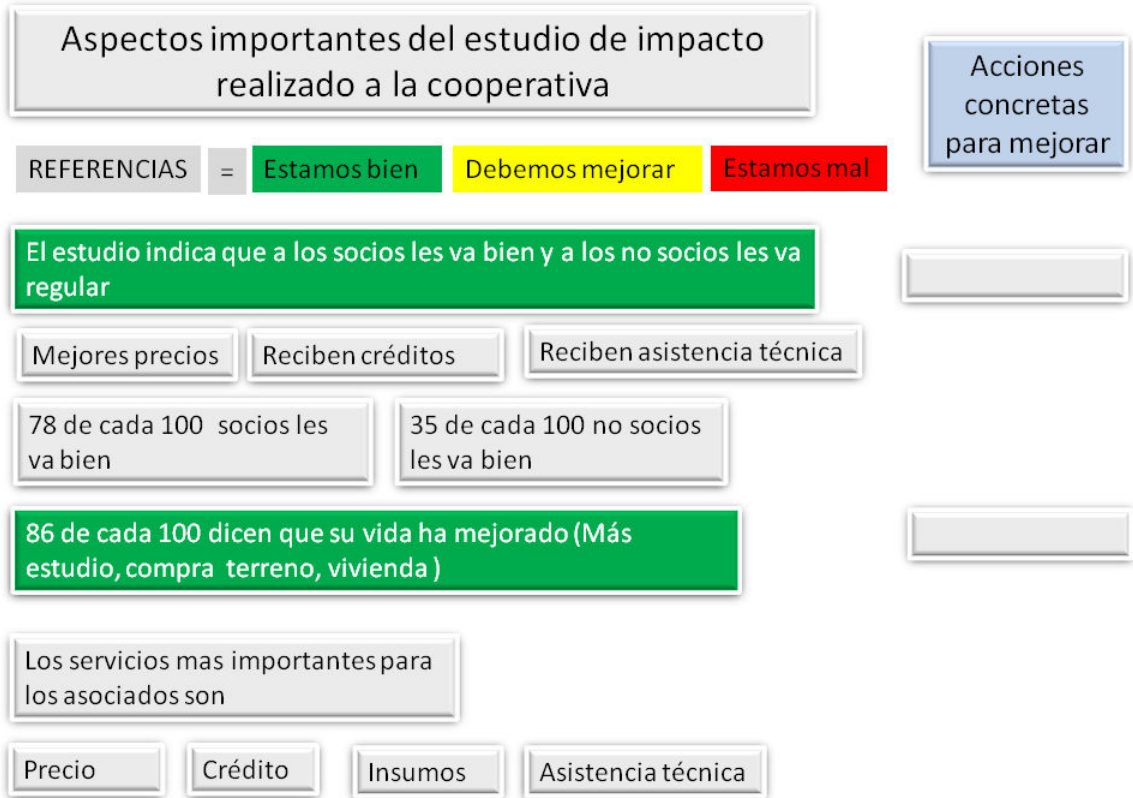 Aspectos importantes del estudio de impacto
realizado a la cooperativa
Acciones
concretas
para mejorar
REFERENCIAS = Estamos bien Debemos mejorar Estamos mal
El estudio indica que a los socios les va bien y a los no socios les va
regular
Mejores precios Reciben créditos Reciben asistencia técnica
78 de cada 100 socios les
va bien
35 de cada 100 no socios
les va bien
86 de cada 100 dicen que su vida ha mejorado (Más
estudio, compra terreno, vivienda )
Los servicios mas importantes para
los asociados son
Precio Crédito Insumos Asistencia técnica